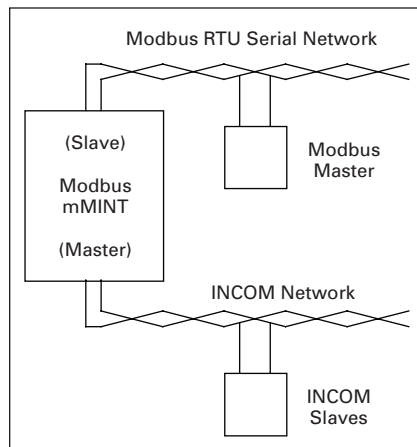 Modbus RTU Serial Network
(Slave)
Modbus
mMINT
(Master)
Modbus
Master
INCOM Network
INCOM
Slaves